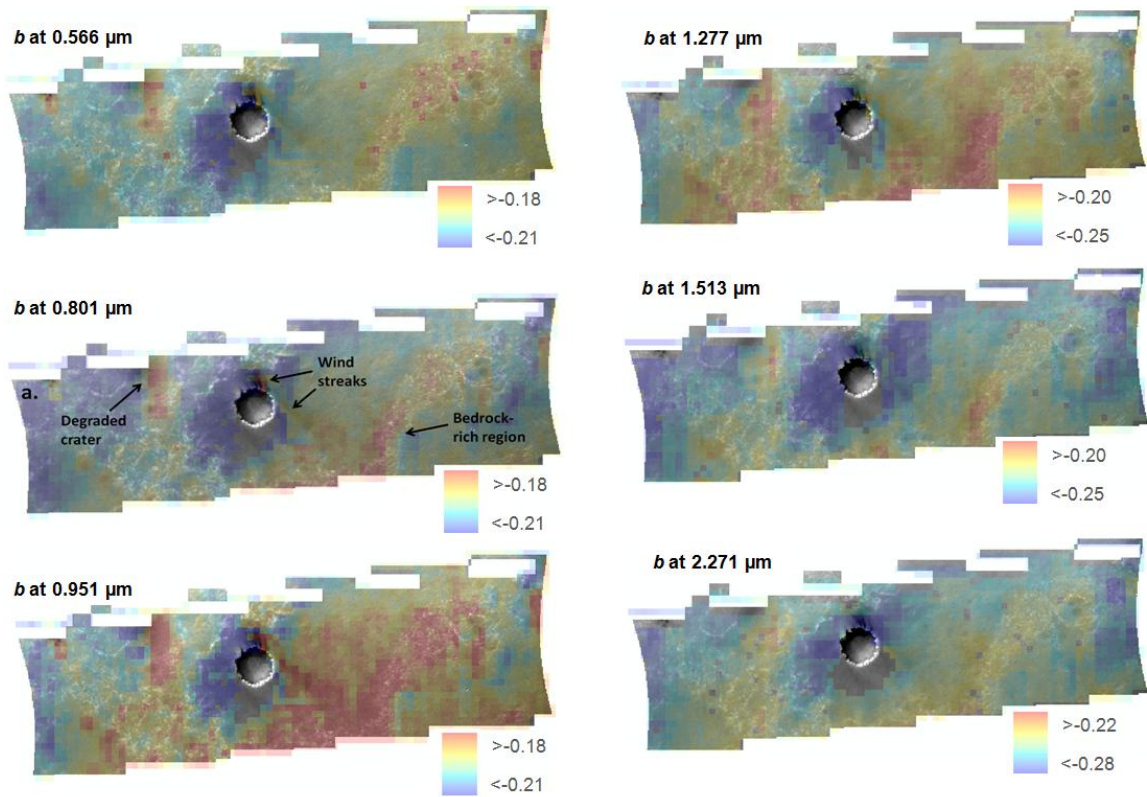 b at 0.566 µm
>-0.18
<-0.21
b at 1.277 µm
>-0.20
<-0.25
b at 0.801 µm
a.
Degraded
crater
Wind
streaks
Bedrock-
rich region
>-0.18
<-0.21
b at 1.513 µm
>-0.20
<-0.25
b at 0.951 µm
>-0.18
<-0.21
b at 2.271 µm
>-0.22
<-0.28